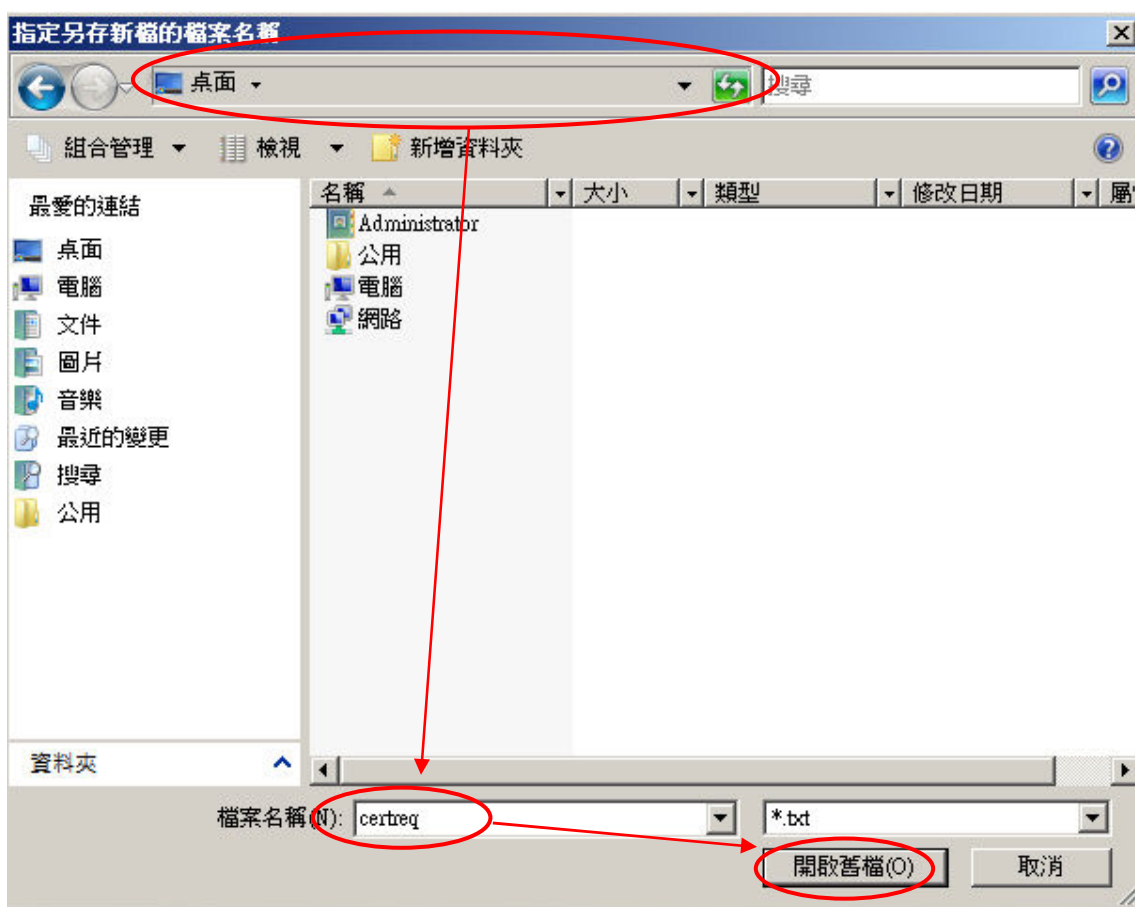 指定另存新檔的檔案名稱
桌面
搜尋
組合管理 檢視 新增資料夾
最愛的連結
桌面
電腦
文件
圖片
音樂
最近的變更
搜尋
公用
資料夾
名稱 大小 類型 修改日期
Administrator
公用
電腦
網路
檔案名稱(N): certreq *.txt
開啟舊檔(O) 取消